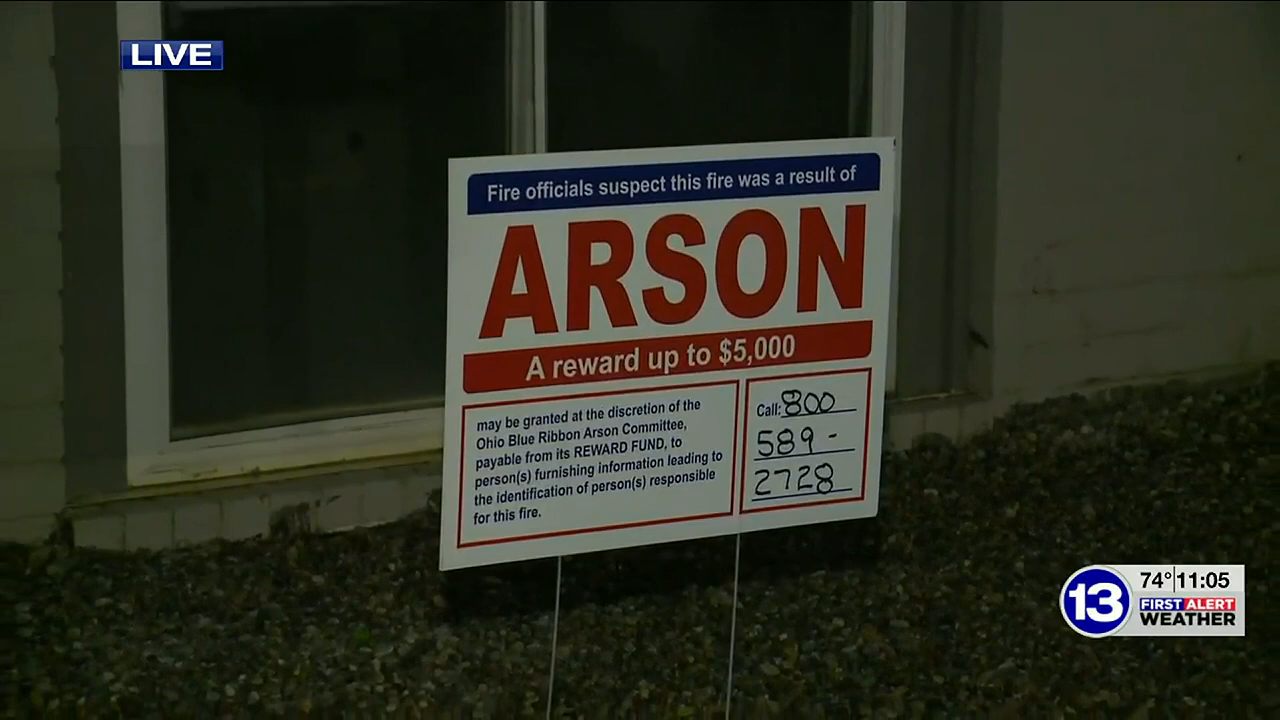 LIVE
Fire officials suspect this fire was a result of
ARSON
A reward up to $5,000
may be granted at the discretion of the
Ohio Blue Ribbon Arson Committee,
payable from its REWARD FUND, to
person(s) furnishing information leading to
the identification of person(s) responsible
for this fire.
Call: 800
589 -
2728
13
74° 11:05
FIRST ALERT
WEATHER